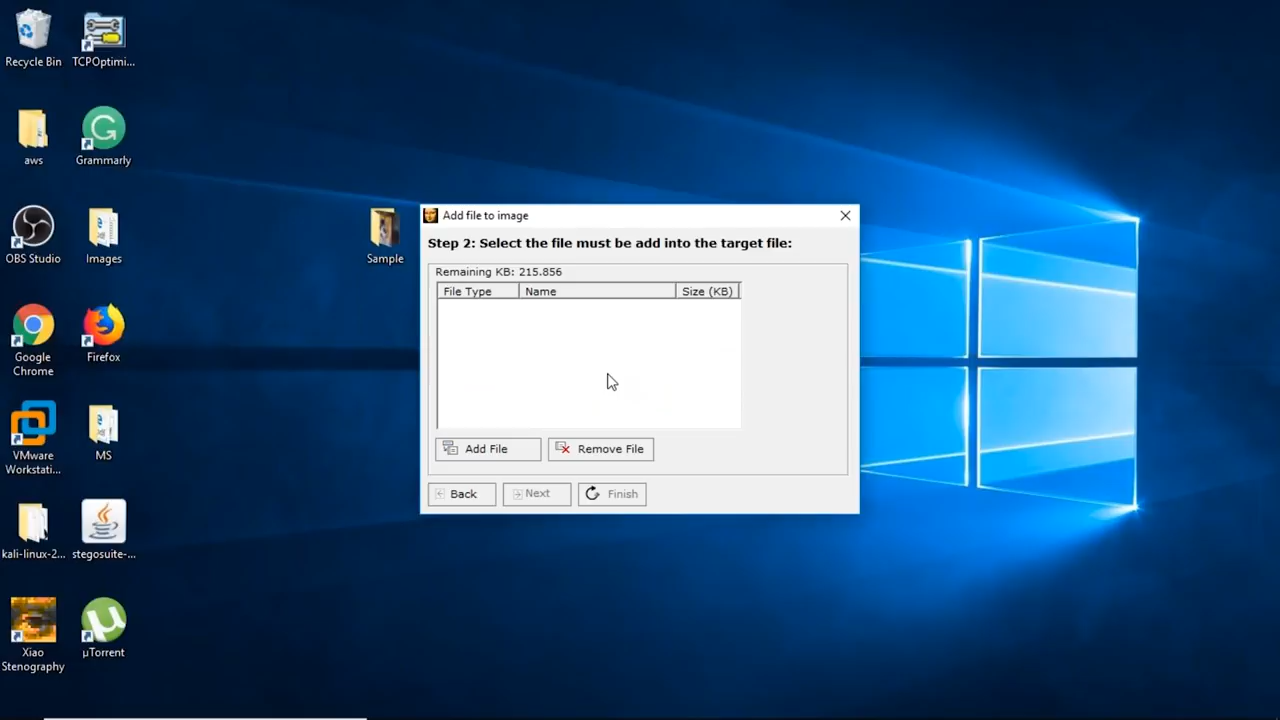 Recycle Bin
TCPOptimi...
aws
Grammarly
OBS Studio
Images
Sample
Google
Chrome
Firefox
VMware
Workstati...
MS
kali-linux-2...
stegosuite-...
Xiao
Stenography
µTorrent
Add file to image
Step 2: Select the file must be add into the target file:
Remaining KB: 215.856
File Type Name Size (KB)
Add File Remove File
Back Next Finish